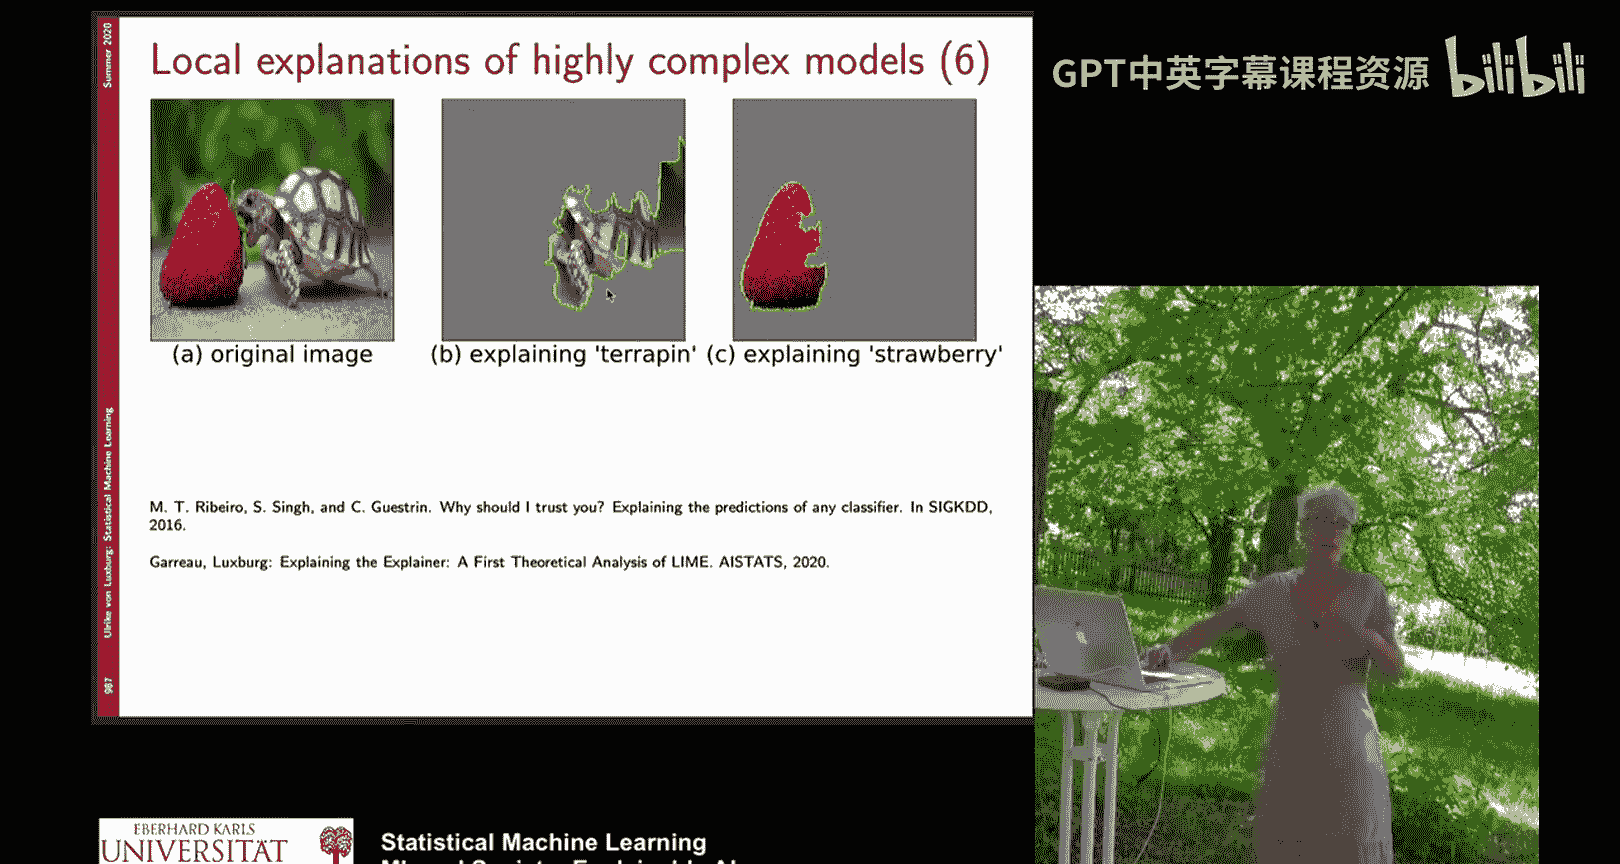 Local explanations of highly complex models (6)
(a) original image
(b) explaining 'terrapin'
(c) explaining 'strawberry'
M. T. Ribeiro, S. Singh, and C. Guestrin. Why should I trust you? Explaining the predictions of any classifier. In SIGKDD,
2016.
Garreau, Luxburg: Explaining the Explainer: A First Theoretical Analysis of LIME. AISTATS, 2020.
Summer 2020
Ulrike von Luxburg: Statistical Machine Learning
987
GPT中英字幕课程资源
bilibili
EBERHARD KARLS
UNIVERSITÄT
Statistical Machine Learning